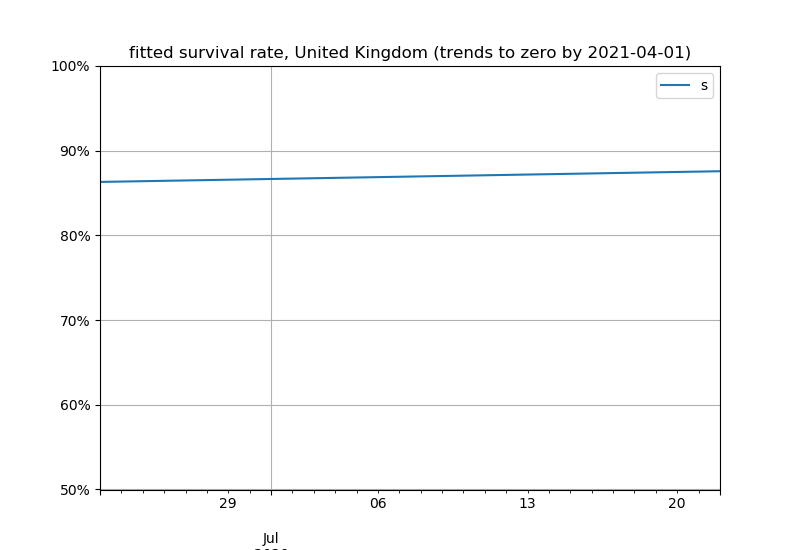 fitted survival rate, United Kingdom (trends to zero by 2021-04-01)
100%
s
90%
80%
70%
60%
50%
29 06 13 20
Jul